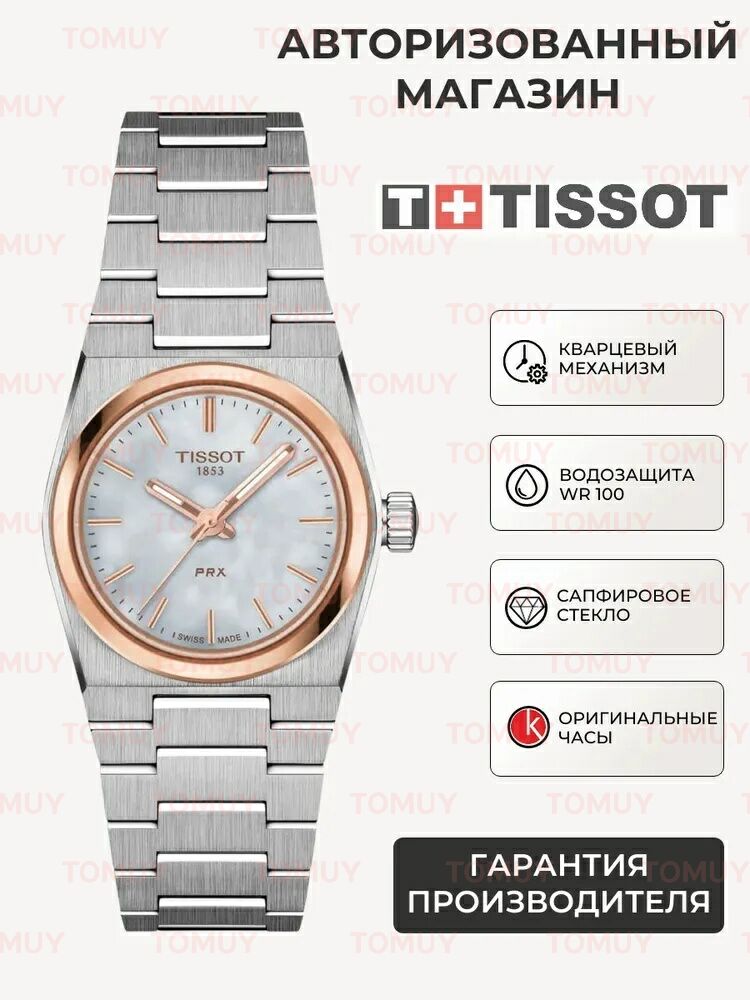 АВТОРИЗОВАННЫЙ
МАГАЗИН
T+TISSOT
КВАРЦЕВЫЙ
МЕХАНИЗМ
ВОДОЗАЩИТА
WR 100
САПФИРОВОЕ
СТЕКЛО
k
ОРИГИНАЛЬНЫЕ
ЧАСЫ
ГАРАНТИЯ
ПРОИЗВОДИТЕЛЯ
TISSOT
1853
PRX
SWISS MADE
TOMUY